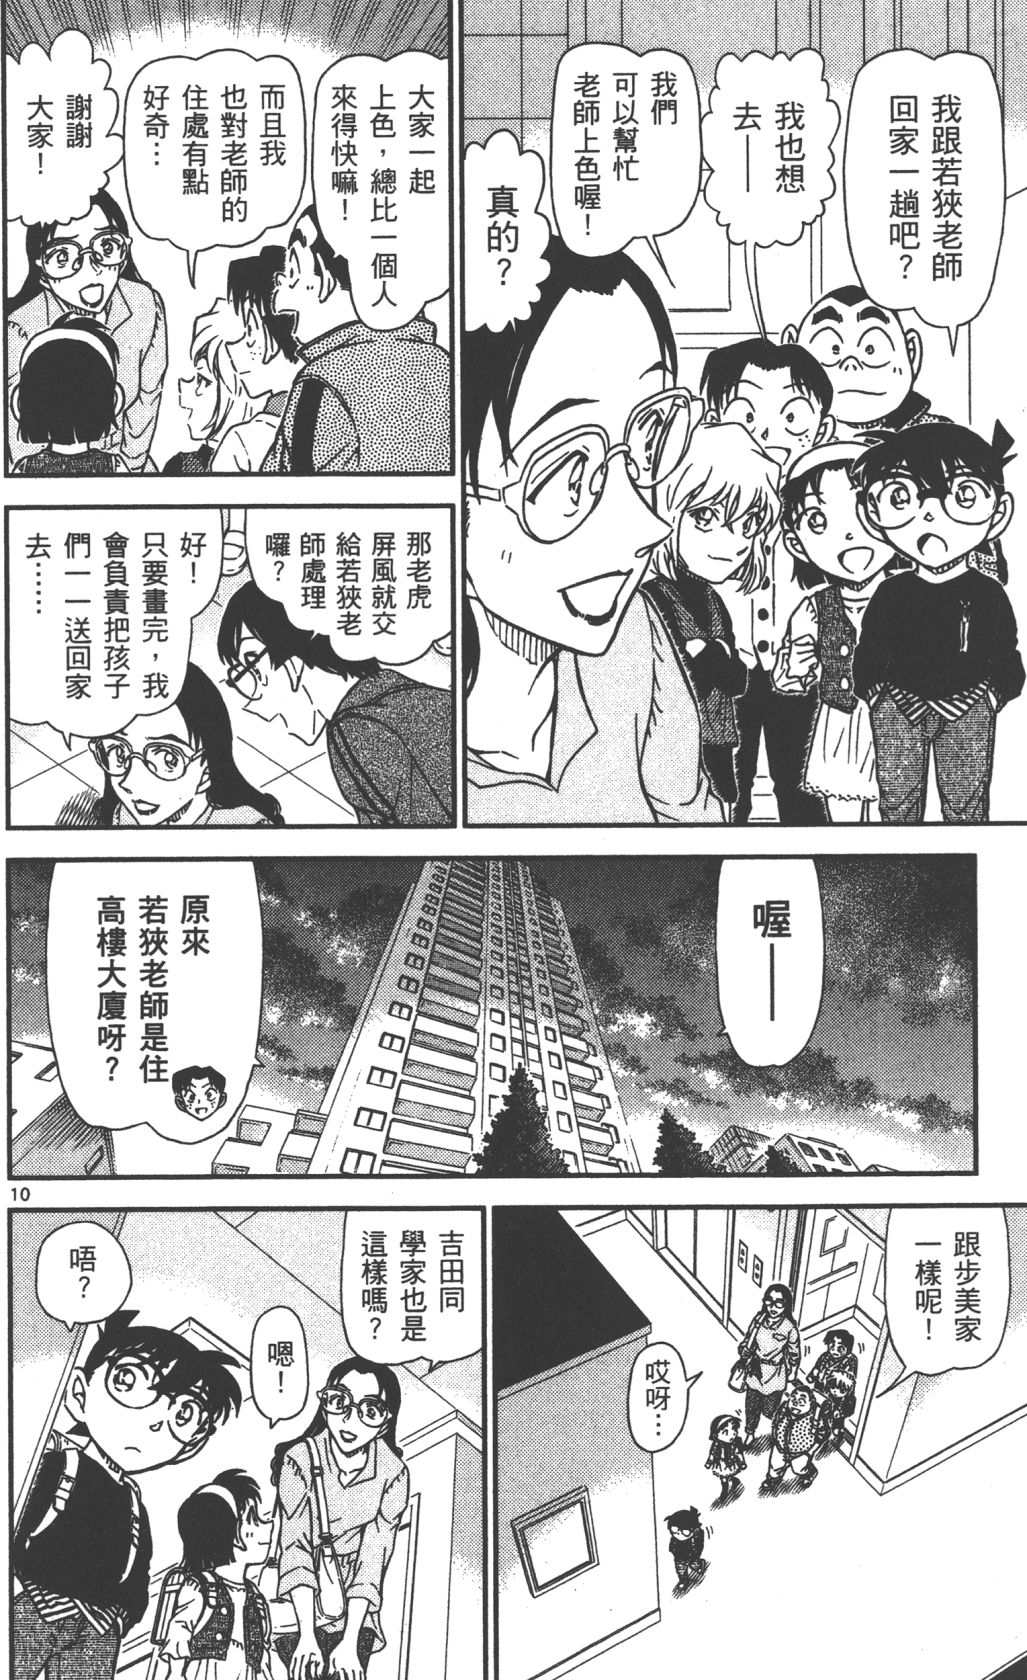 我跟若狹老師
回家一趟吧?
我也想
去——
我們
可以幫忙
老師上色喔!
真的?
大家一起
上色,總比一個人
來得快嘛!
而且我
也對老師的
住處有點
好奇…
謝謝
大家!
那老虎
屏風就交
給若狹老
師處理
囉?
好!
只要畫完,我
會負責把孩子
們一一送回家
去……
喔——
原來
若狹老師是住
高樓大廈呀?
10
跟步美家
一樣呢!
哎呀…
吉田同
學家也是
這樣嗎?
嗯!
唔?